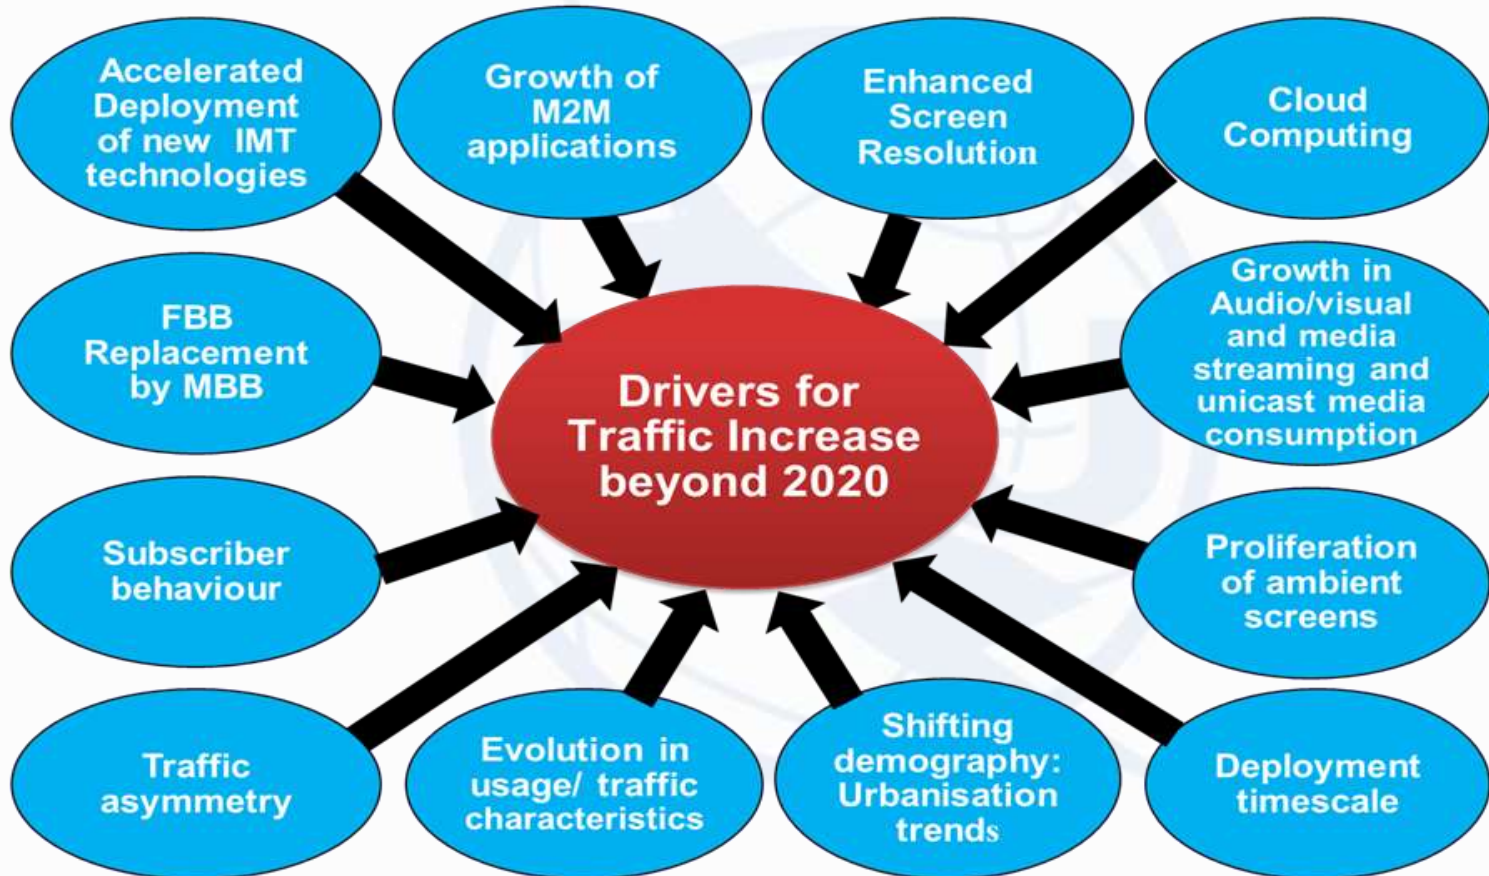 Accelerated
Deployment
of new IMT
technologies
Growth of
M2M
applications
Enhanced
Screen
Resolution
Cloud
Computing
FBB
Replacement
by MBB
Drivers for
Traffic Increase
beyond 2020
Growth in
Audio/visual
and media
streaming and
unicast media
consumption
Subscriber
behaviour
Proliferation
of ambient
screens
Traffic
asymmetry
Evolution in
usage/ traffic
characteristics
Shifting
demography:
Urbanisation
trends
Deployment
timescale